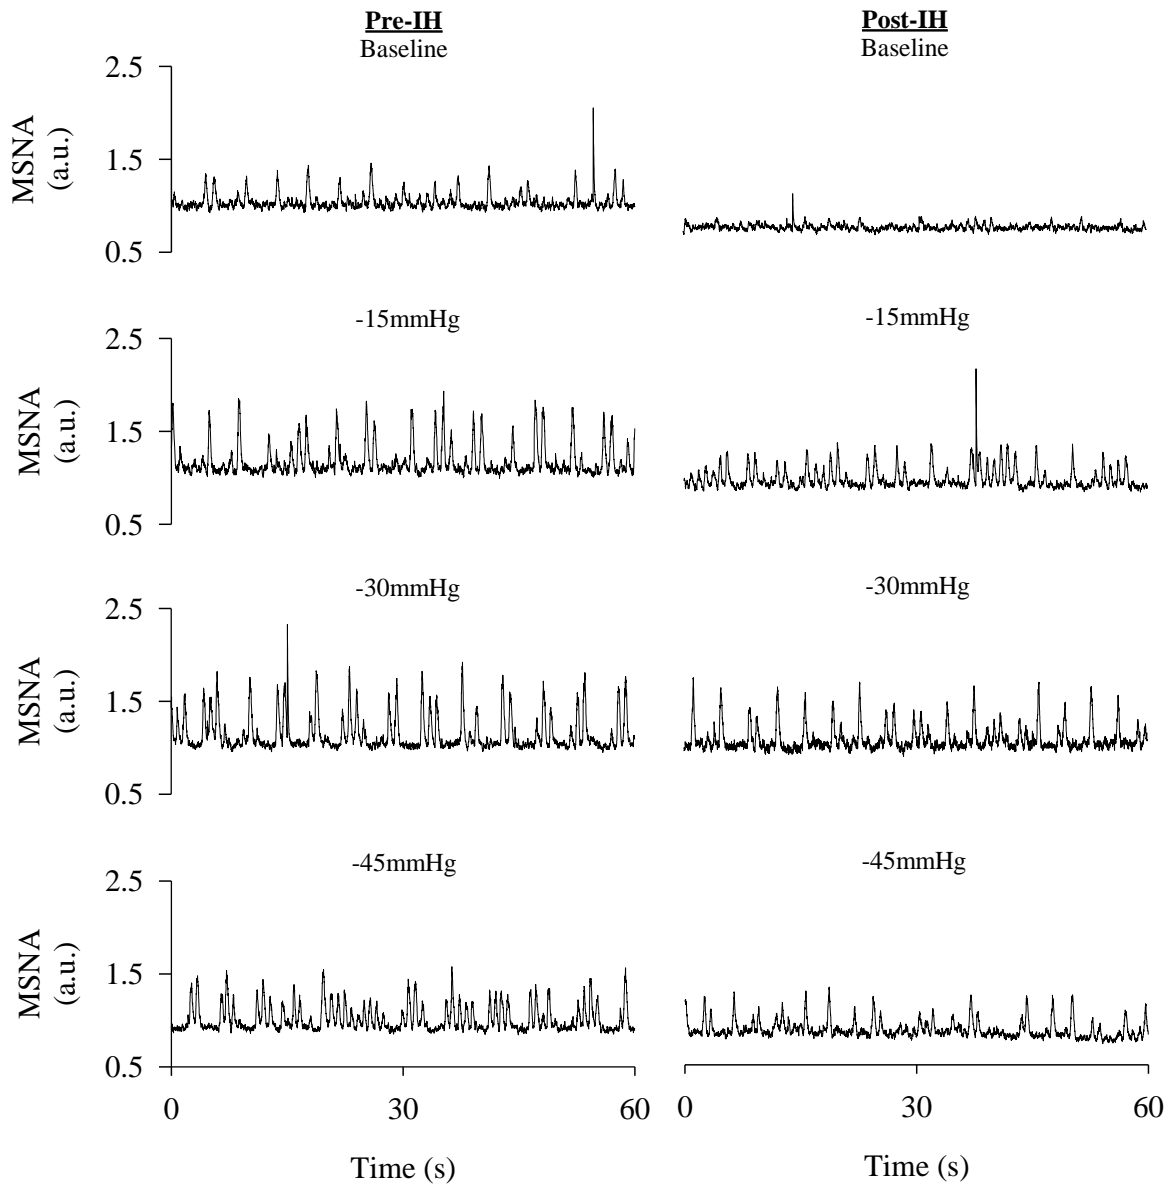 Pre-IH
Baseline
Post-IH
Baseline
2.5
1.5
0.5
MSNA
(a.u.)
-15mmHg
-15mmHg
2.5
1.5
0.5
MSNA
(a.u.)
-30mmHg
-30mmHg
2.5
1.5
0.5
MSNA
(a.u.)
-45mmHg
-45mmHg
2.5
1.5
0.5
MSNA
(a.u.)
0
30
60
0
30
60
Time (s)
Time (s)